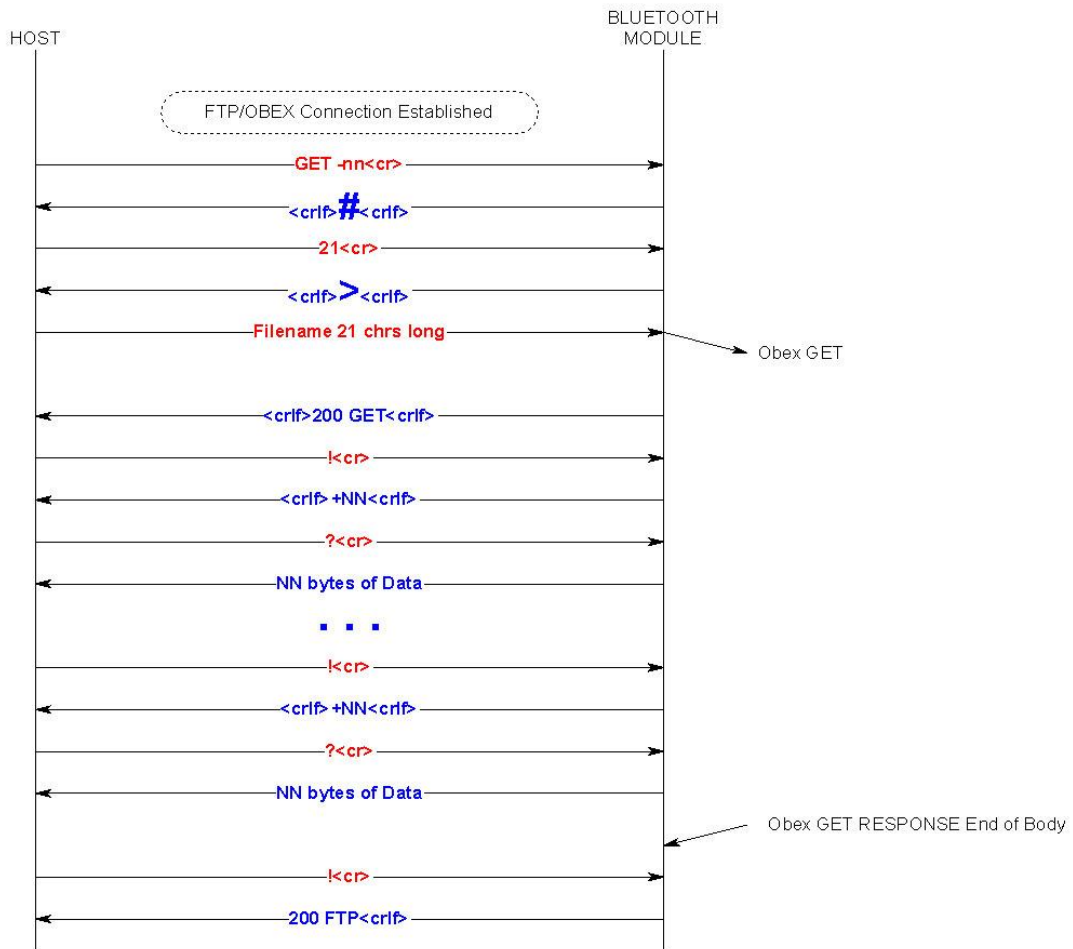 HOST
BLUETOOTH
MODULE
FTP/OBEX Connection Established
GET -nn<cr>
<crlf>#<crlf>
21<cr>
<crlf>><crlf>
Filename 21 chrs long
Obex GET
<crlf>200 GET<crlf>
!<cr>
<crlf>+NN<crlf>
?<cr>
NN bytes of Data
. . .
!<cr>
<crlf>+NN<crlf>
?<cr>
NN bytes of Data
Obex GET RESPONSE End of Body
!<cr>
200 FTP<crlf>